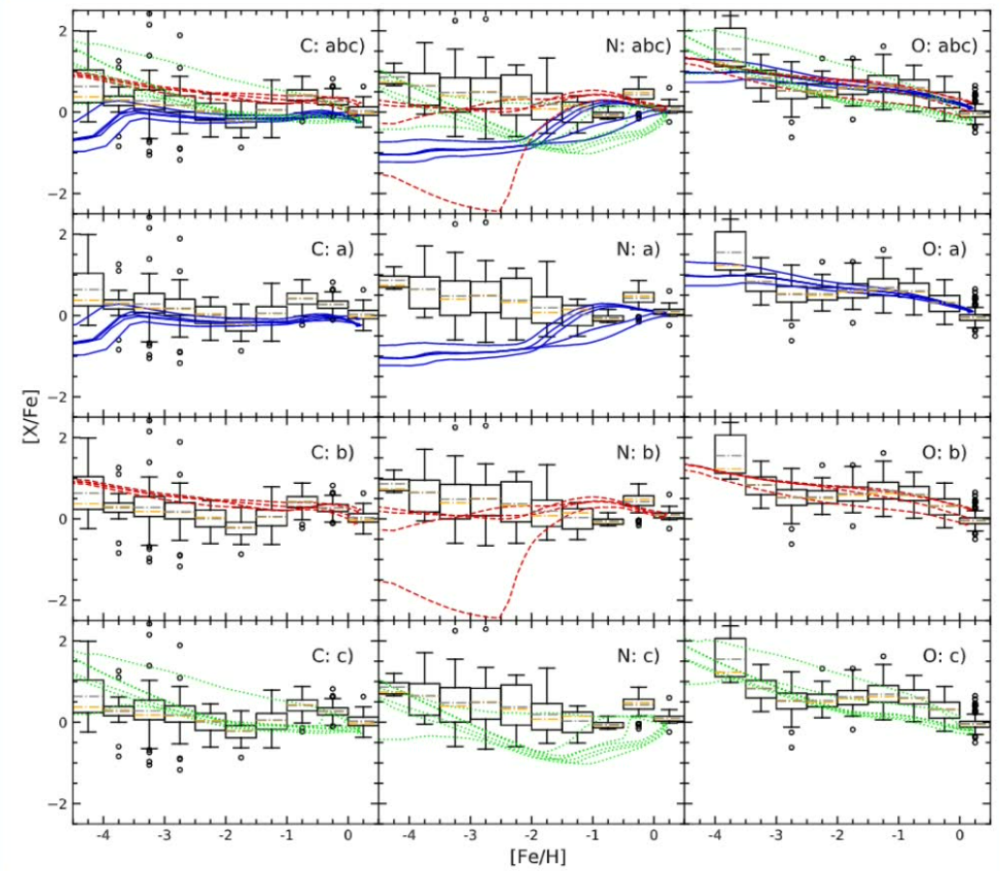 2
0
−2
C: abc)
N: abc)
O: abc)
2
0
−2
C: a)
N: a)
O: a)
[X/Fe]
2
0
−2
C: b)
N: b)
O: b)
2
0
−2
C: c)
N: c)
O: c)
-4 -3 -2 -1 0 -4 -3 -2 -1 0 -4 -3 -2 -1 0
[Fe/H]